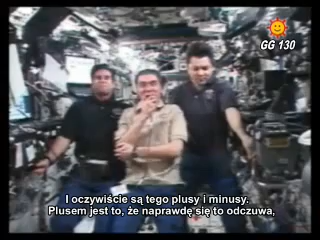 GG 130
I oczywiście są tego plusy i minusy.
Plusem jest to, że naprawdę się to odczuwa,